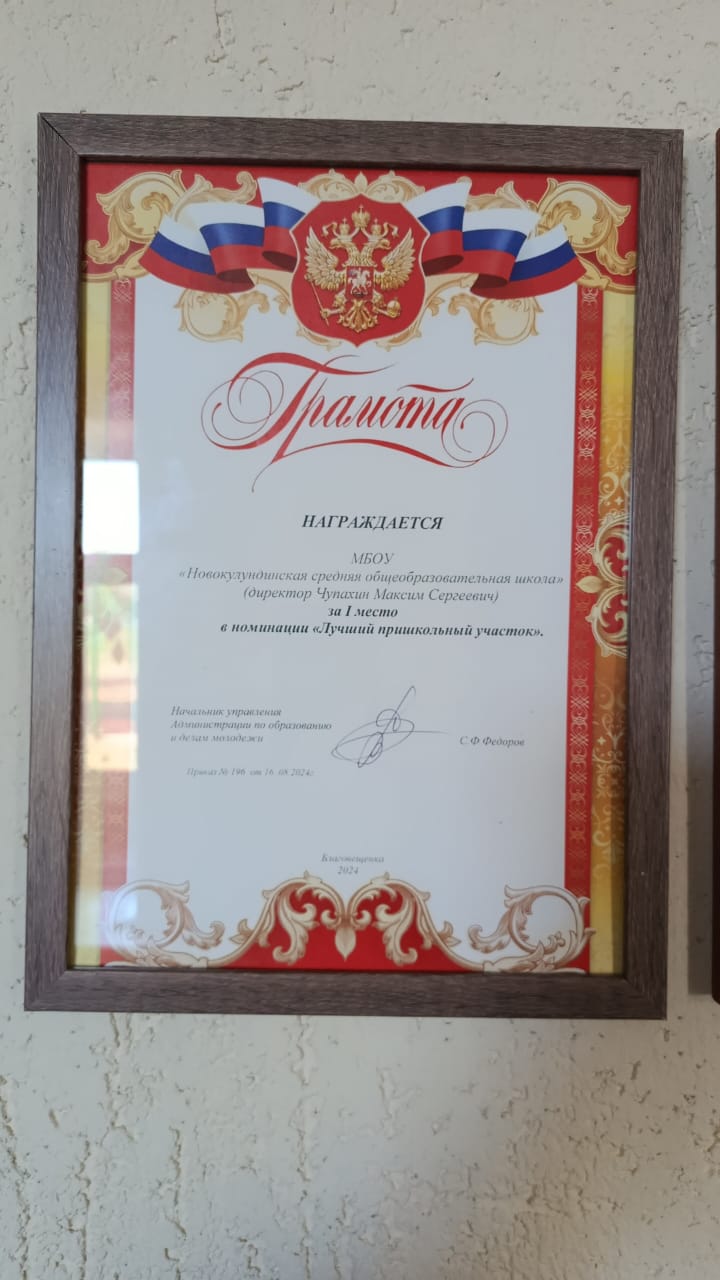 Грамота
НАГРАЖДАЕТСЯ
МБОУ
«Новокулундинская средняя общеобразовательная школа»
(директор Чупахин Максим Сергеевич)
за I место
в номинации «Лучший пришкольный участок».
Начальник управления
Администрации по образованию
и делам молодежи
С.Ф Федоров
Приказ № 196 от 16. 08.2024г.
Благовещенка
2024